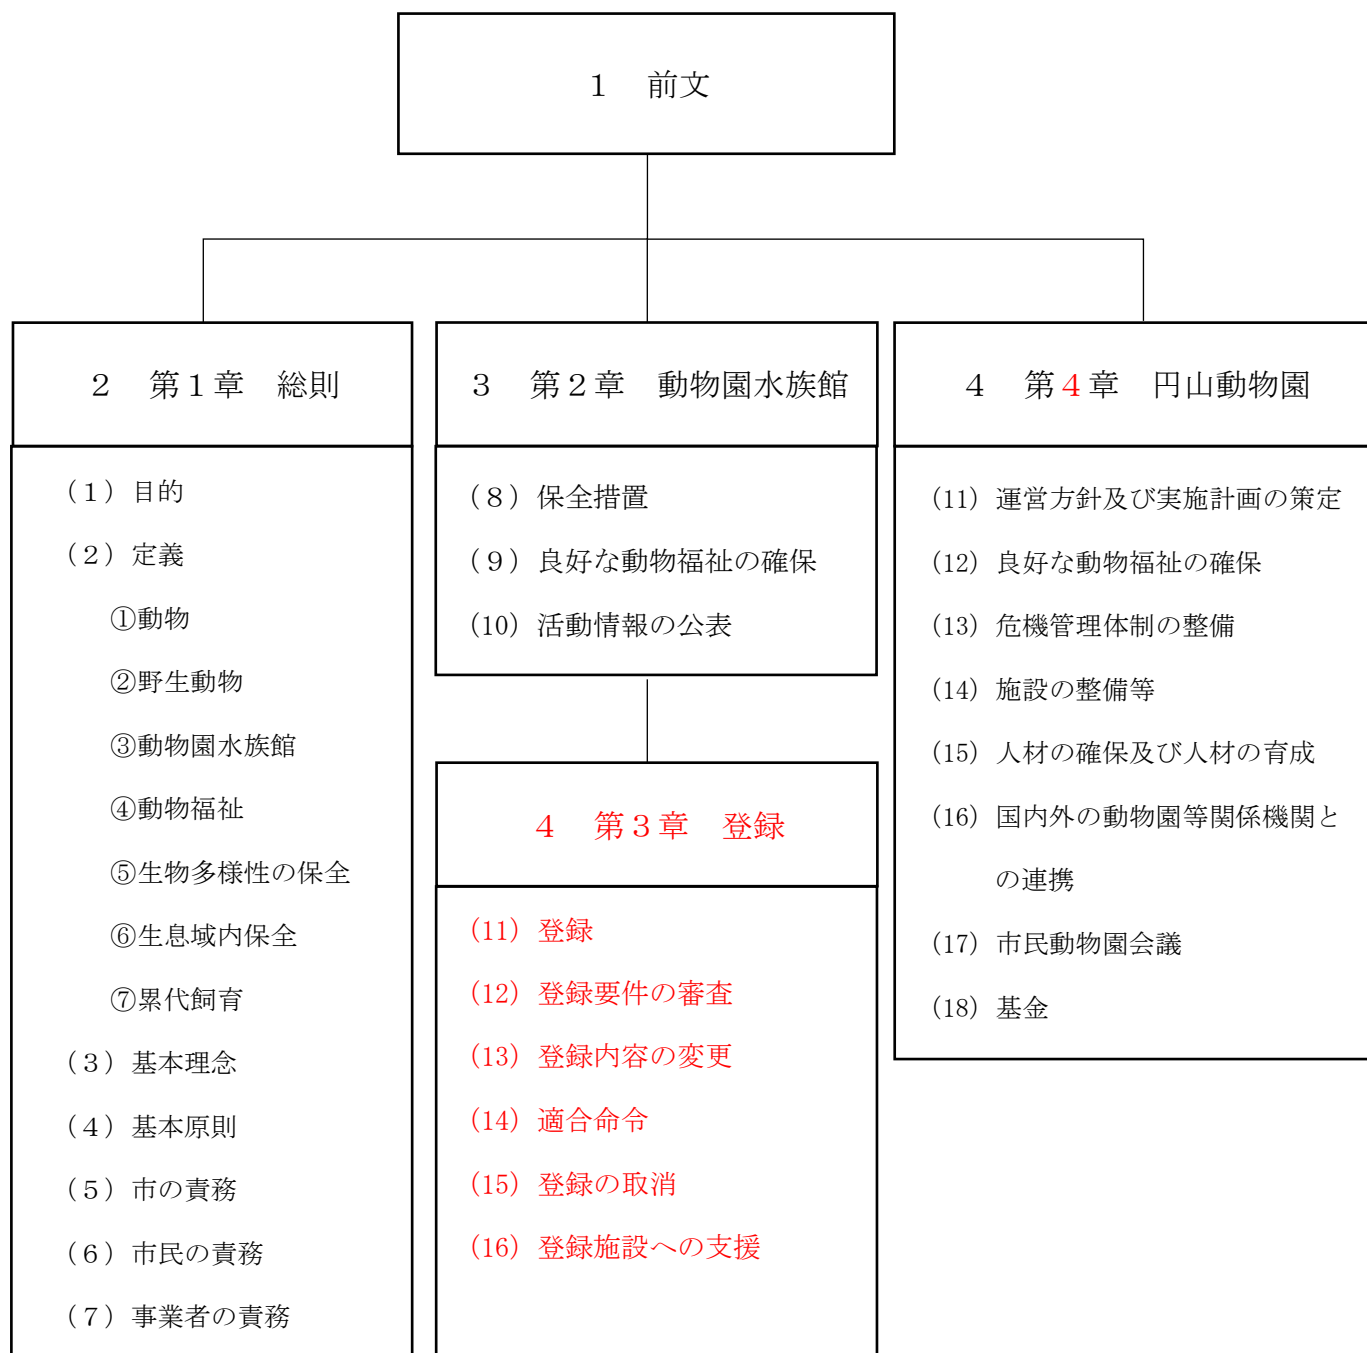 １　前文
２　第１章　総則
（１）目的
（２）定義
①動物
②野生動物
③動物園水族館
④動物福祉
⑤生物多様性の保全
⑥生息域内保全
⑦累代飼育
（３）基本理念
（４）基本原則
（５）市の責務
（６）市民の責務
（７）事業者の責務
３　第２章　動物園水族館
（８）保全措置
（９）良好な動物福祉の確保
（10）活動情報の公表
４　第３章　登録
（11）登録
（12）登録要件の審査
（13）登録内容の変更
（14）適合命令
（15）登録の取消
（16）登録施設への支援
４　第４章　円山動物園
（11）運営方針及び実施計画の策定
（12）良好な動物福祉の確保
（13）危機管理体制の整備
（14）施設の整備等
（15）人材の確保及び人材の育成
（16）国内外の動物園等関係機関と
の連携
（17）市民動物園会議
（18）基金